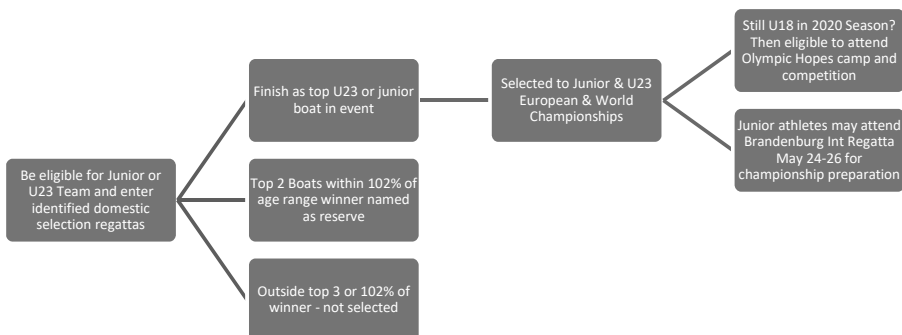 Be eligible for Junior or
U23 Team and enter
identified domestic
selection regattas
Finish as top U23 or junior
boat in event
Top 2 Boats within 102% of
age range winner named
as reserve
Outside top 3 or 102% of
winner - not selected
Selected to Junior & U23
European & World
Championships
Still U18 in 2020 Season?
Then eligible to attend
Olympic Hopes camp and
competition
Junior athletes may attend
Brandenburg Int Regatta
May 24-26 for
championship preparation